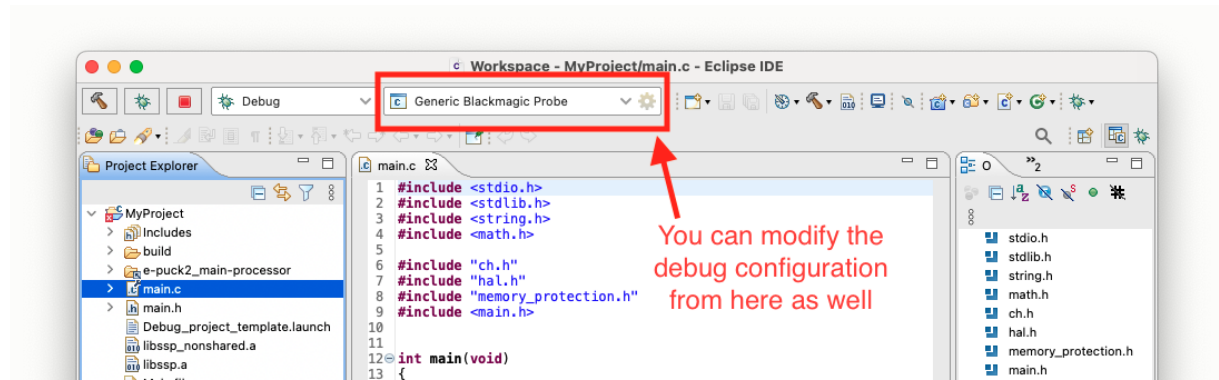 Workspace - MyProject/main.c - Eclipse IDE
Debug
Generic Blackmagic Probe
Project Explorer
main.c
O
»2
MyProject
Includes
build
e-puck2_main-processor
main.c
main.h
Debug_project_template.launch
libssp_nonshared.a
libssp.a
1 #include <stdio.h>
2 #include <stdlib.h>
3 #include <string.h>
4 #include <math.h>
5
6 #include "ch.h"
7 #include "hal.h"
8 #include "memory_protection.h"
9 #include <main.h>
10
11
12 int main(void)
13 {
You can modify the
debug configuration
from here as well
stdio.h
stdlib.h
string.h
math.h
ch.h
hal.h
memory_protection.h
main.h